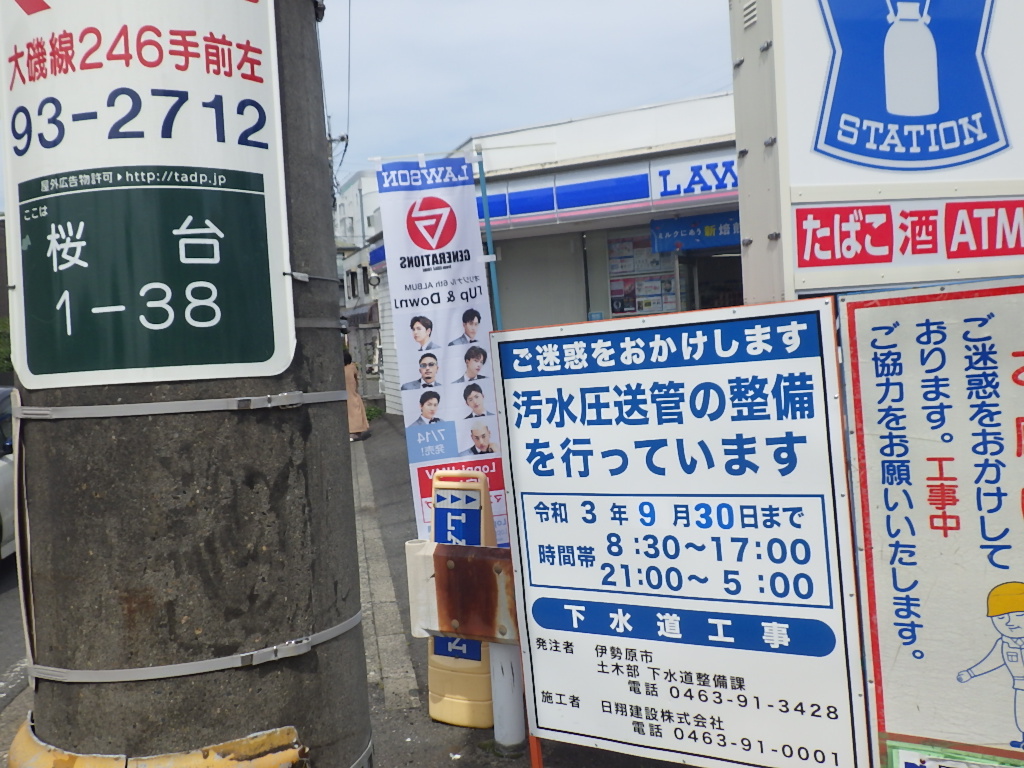 大磯線246手前左
93-2712
屋外広告物許可▶http://tadp.jp
ここは
桜台
1-38
LAWSON
GENERATIONS
オリジナル 6th ALBUM
「Up & Down」
7/14
発売!
LAW
STATION
たばこ 酒 ATM
ご迷惑をおかけします
汚水圧送管の整備
を行っています
令和 3 年 9 月 30 日まで
時間帯
8:30〜17:00
21:00〜 5:00
下水道工事
発注者 伊勢原市
土木部 下水道整備課
電話 0463-91-3428
施工者 日翔建設株式会社
電話 0463-91-0001
ご迷惑をおかけして
おります。工事中
ご協力をお願いいたします。